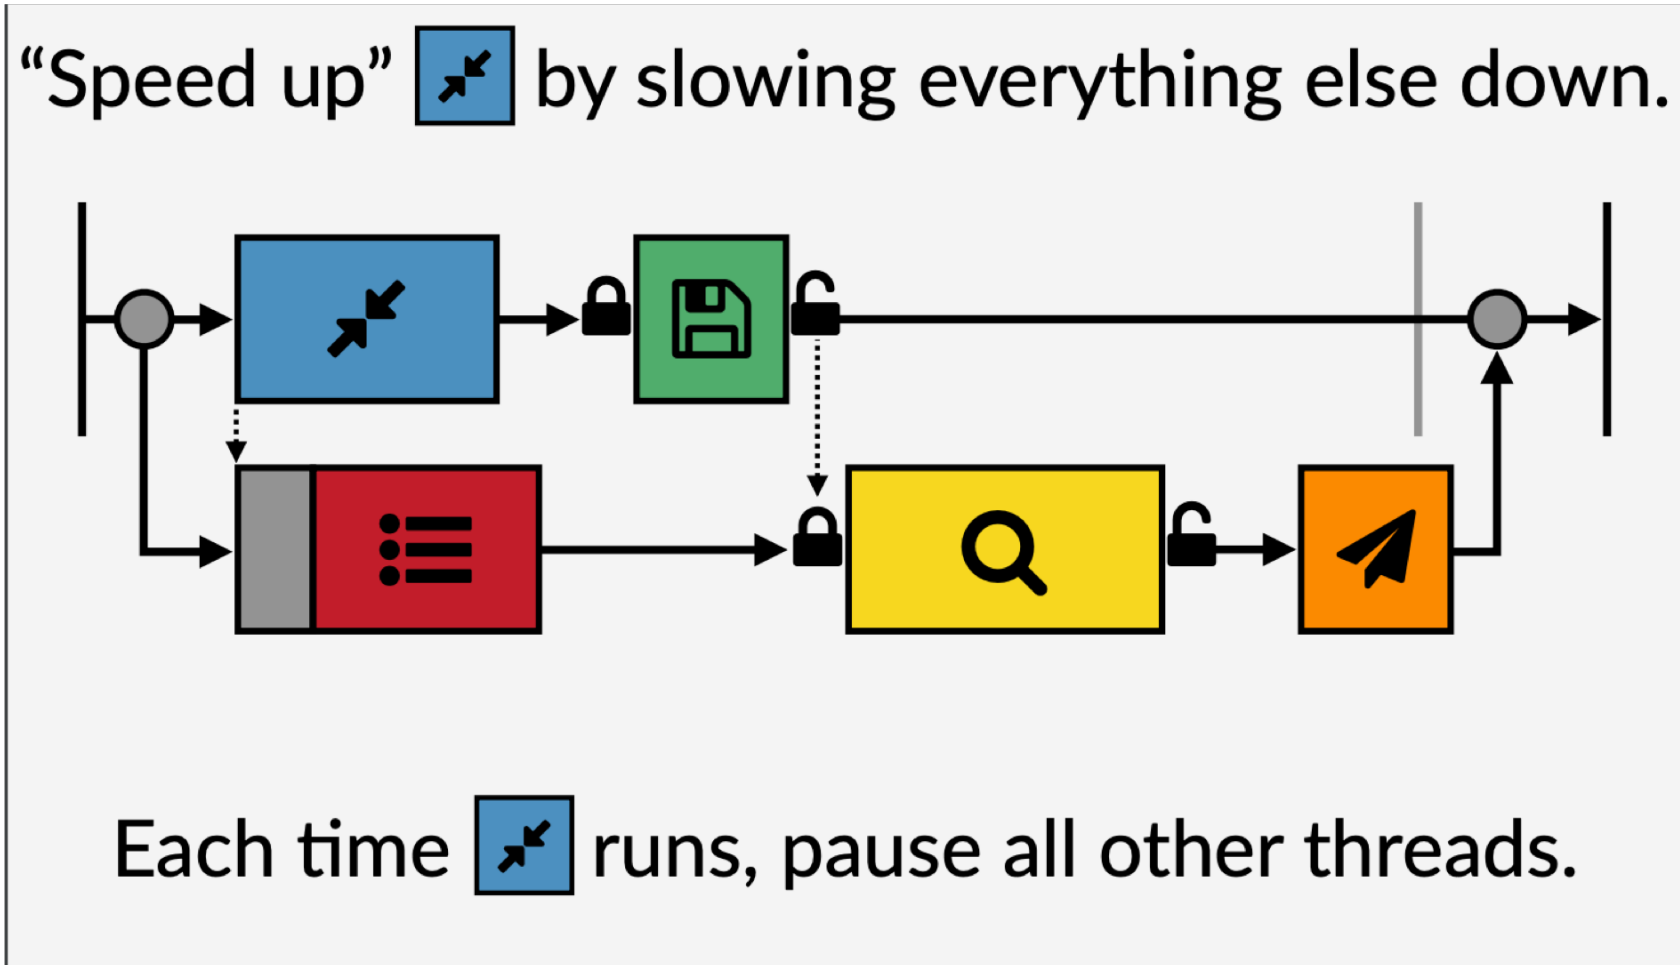 “Speed up” by slowing everything else down.
Each time runs, pause all other threads.